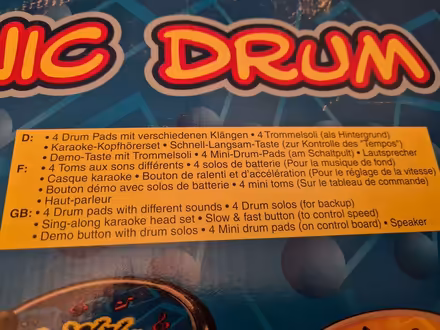 NIC DRUM
D: • 4 Drum Pads mit verschiedenen Klängen • 4 Trommelsoli (als Hintergrund)
• Karaoke-Kopfhörerset • Schnell-Langsam-Taste (zur Kontrolle des "Tempos")
• Demo-Taste mit Trommelsoli • 4 Mini-Drum-Pads (am Schaltpult) • Lautsprecher
F: • 4 Toms aux sons différents • 4 solos de batterie (Pour la musique de fond)
• Casque karaoke • Bouton de ralenti et d'accélération (Pour le réglage de la vitesse)
• Bouton démo avec solos de batterie • 4 mini toms (Sur le tableau de commande)
• Haut-parleur
GB: • 4 Drum pads with different sounds • 4 Drum solos (for backup)
• Sing-along karaoke head set • Slow & fast button (to control speed)
• Demo button with drum solos • 4 Mini drum pads (on control board) • Speaker